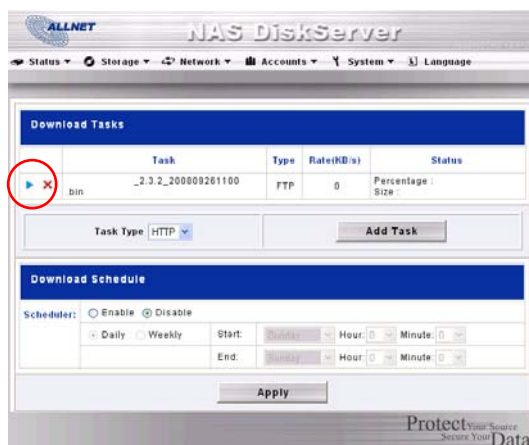 ALLNET
NAS DiskServer
Status Storage Network Accounts System Language
Download Tasks
Task Type Rate(KB/s) Status
_2.3.2_200809261100
bin
FTP 0 Percentage :
Size :
Task Type HTTP Add Task
Download Schedule
Scheduler: Enable Disable
Daily Weekly Start: Sunday Hour: 0 Minute: 0
End: Sunday Hour: 0 Minute: 0
Apply
Protect Your Source
Secure Your Data